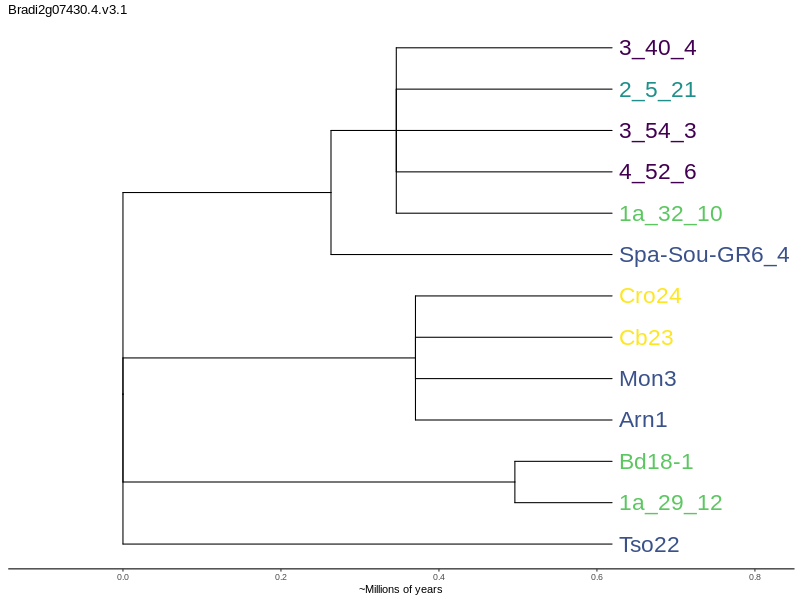 Bradi2g07430.4.v3.1
3_40_4
2_5_21
3_54_3
4_52_6
1a_32_10
Spa-Sou-GR6_4
Cro24
Cb23
Mon3
Arn1
Bd18-1
1a_29_12
Tso22
0.0 0.2 0.4 0.6 0.8
~Millions of years